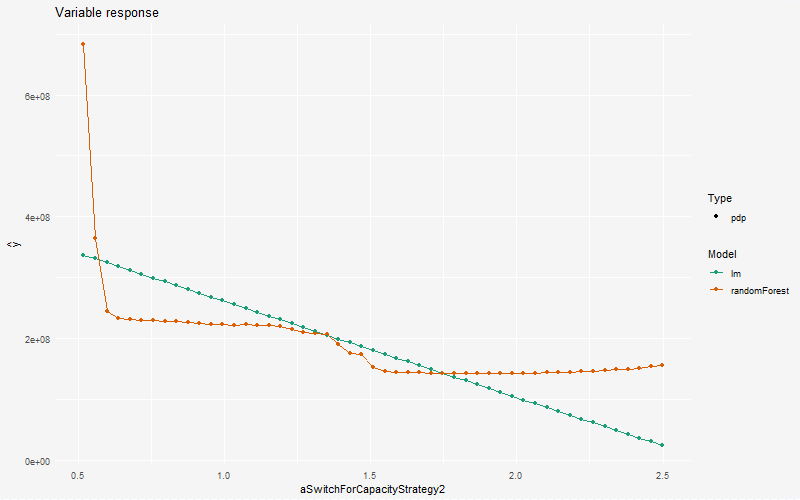 Variable response
6e+08
4e+08
2e+08
0e+00
ŷ
0.5
1.0
1.5
2.0
2.5
aSwitchForCapacityStrategy2
Type
pdp
Model
lm
randomForest